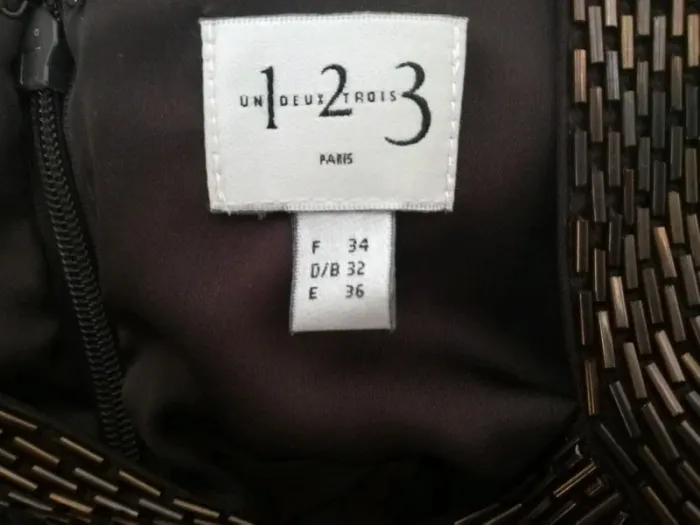 1 2 3
UN DEUX TROIS
PARIS
F 34
D/B 32
E 36